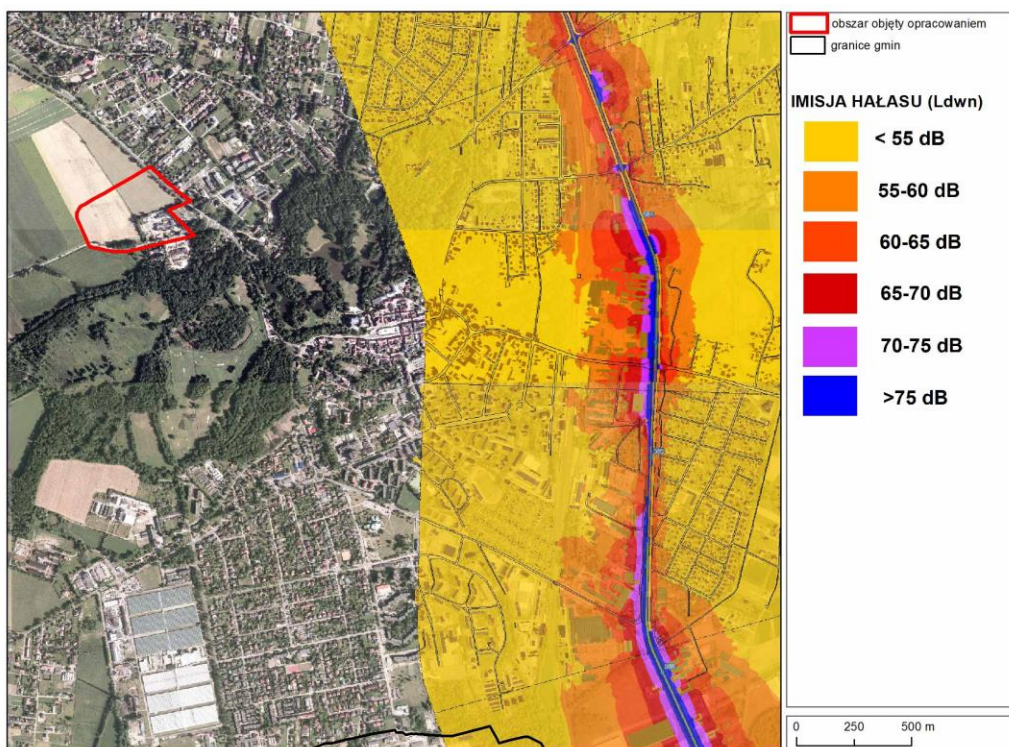 obszar objęty opracowaniem
granice gmin
IMISJA HAŁASU (Ldwn)
< 55 dB
55-60 dB
60-65 dB
65-70 dB
70-75 dB
>75 dB
0 250 500 m